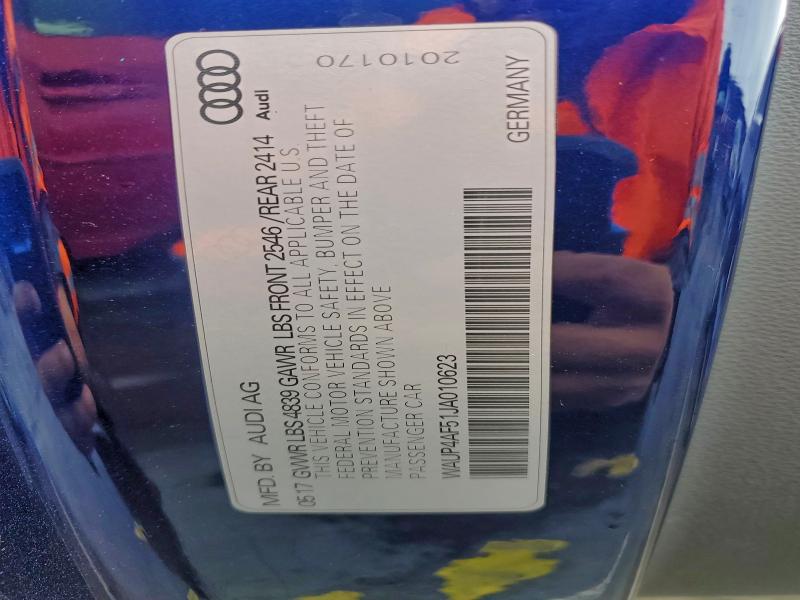 MFD. BY AUDI AG
05.17 GVWR LBS 4839 GAWR LBS FRONT 2546 /REAR 2414 Audi
THIS VEHICLE CONFORMS TO ALL APPLICABLE U.S
FEDERAL MOTOR VEHICLE SAFETY, BUMPER AND THEFT
PREVENTION STANDARDS IN EFFECT ON THE DATE OF
MANUFACTURE SHOWN ABOVE
PASSENGER CAR
WAUP4AF51JA010623
GERMANY
2010170